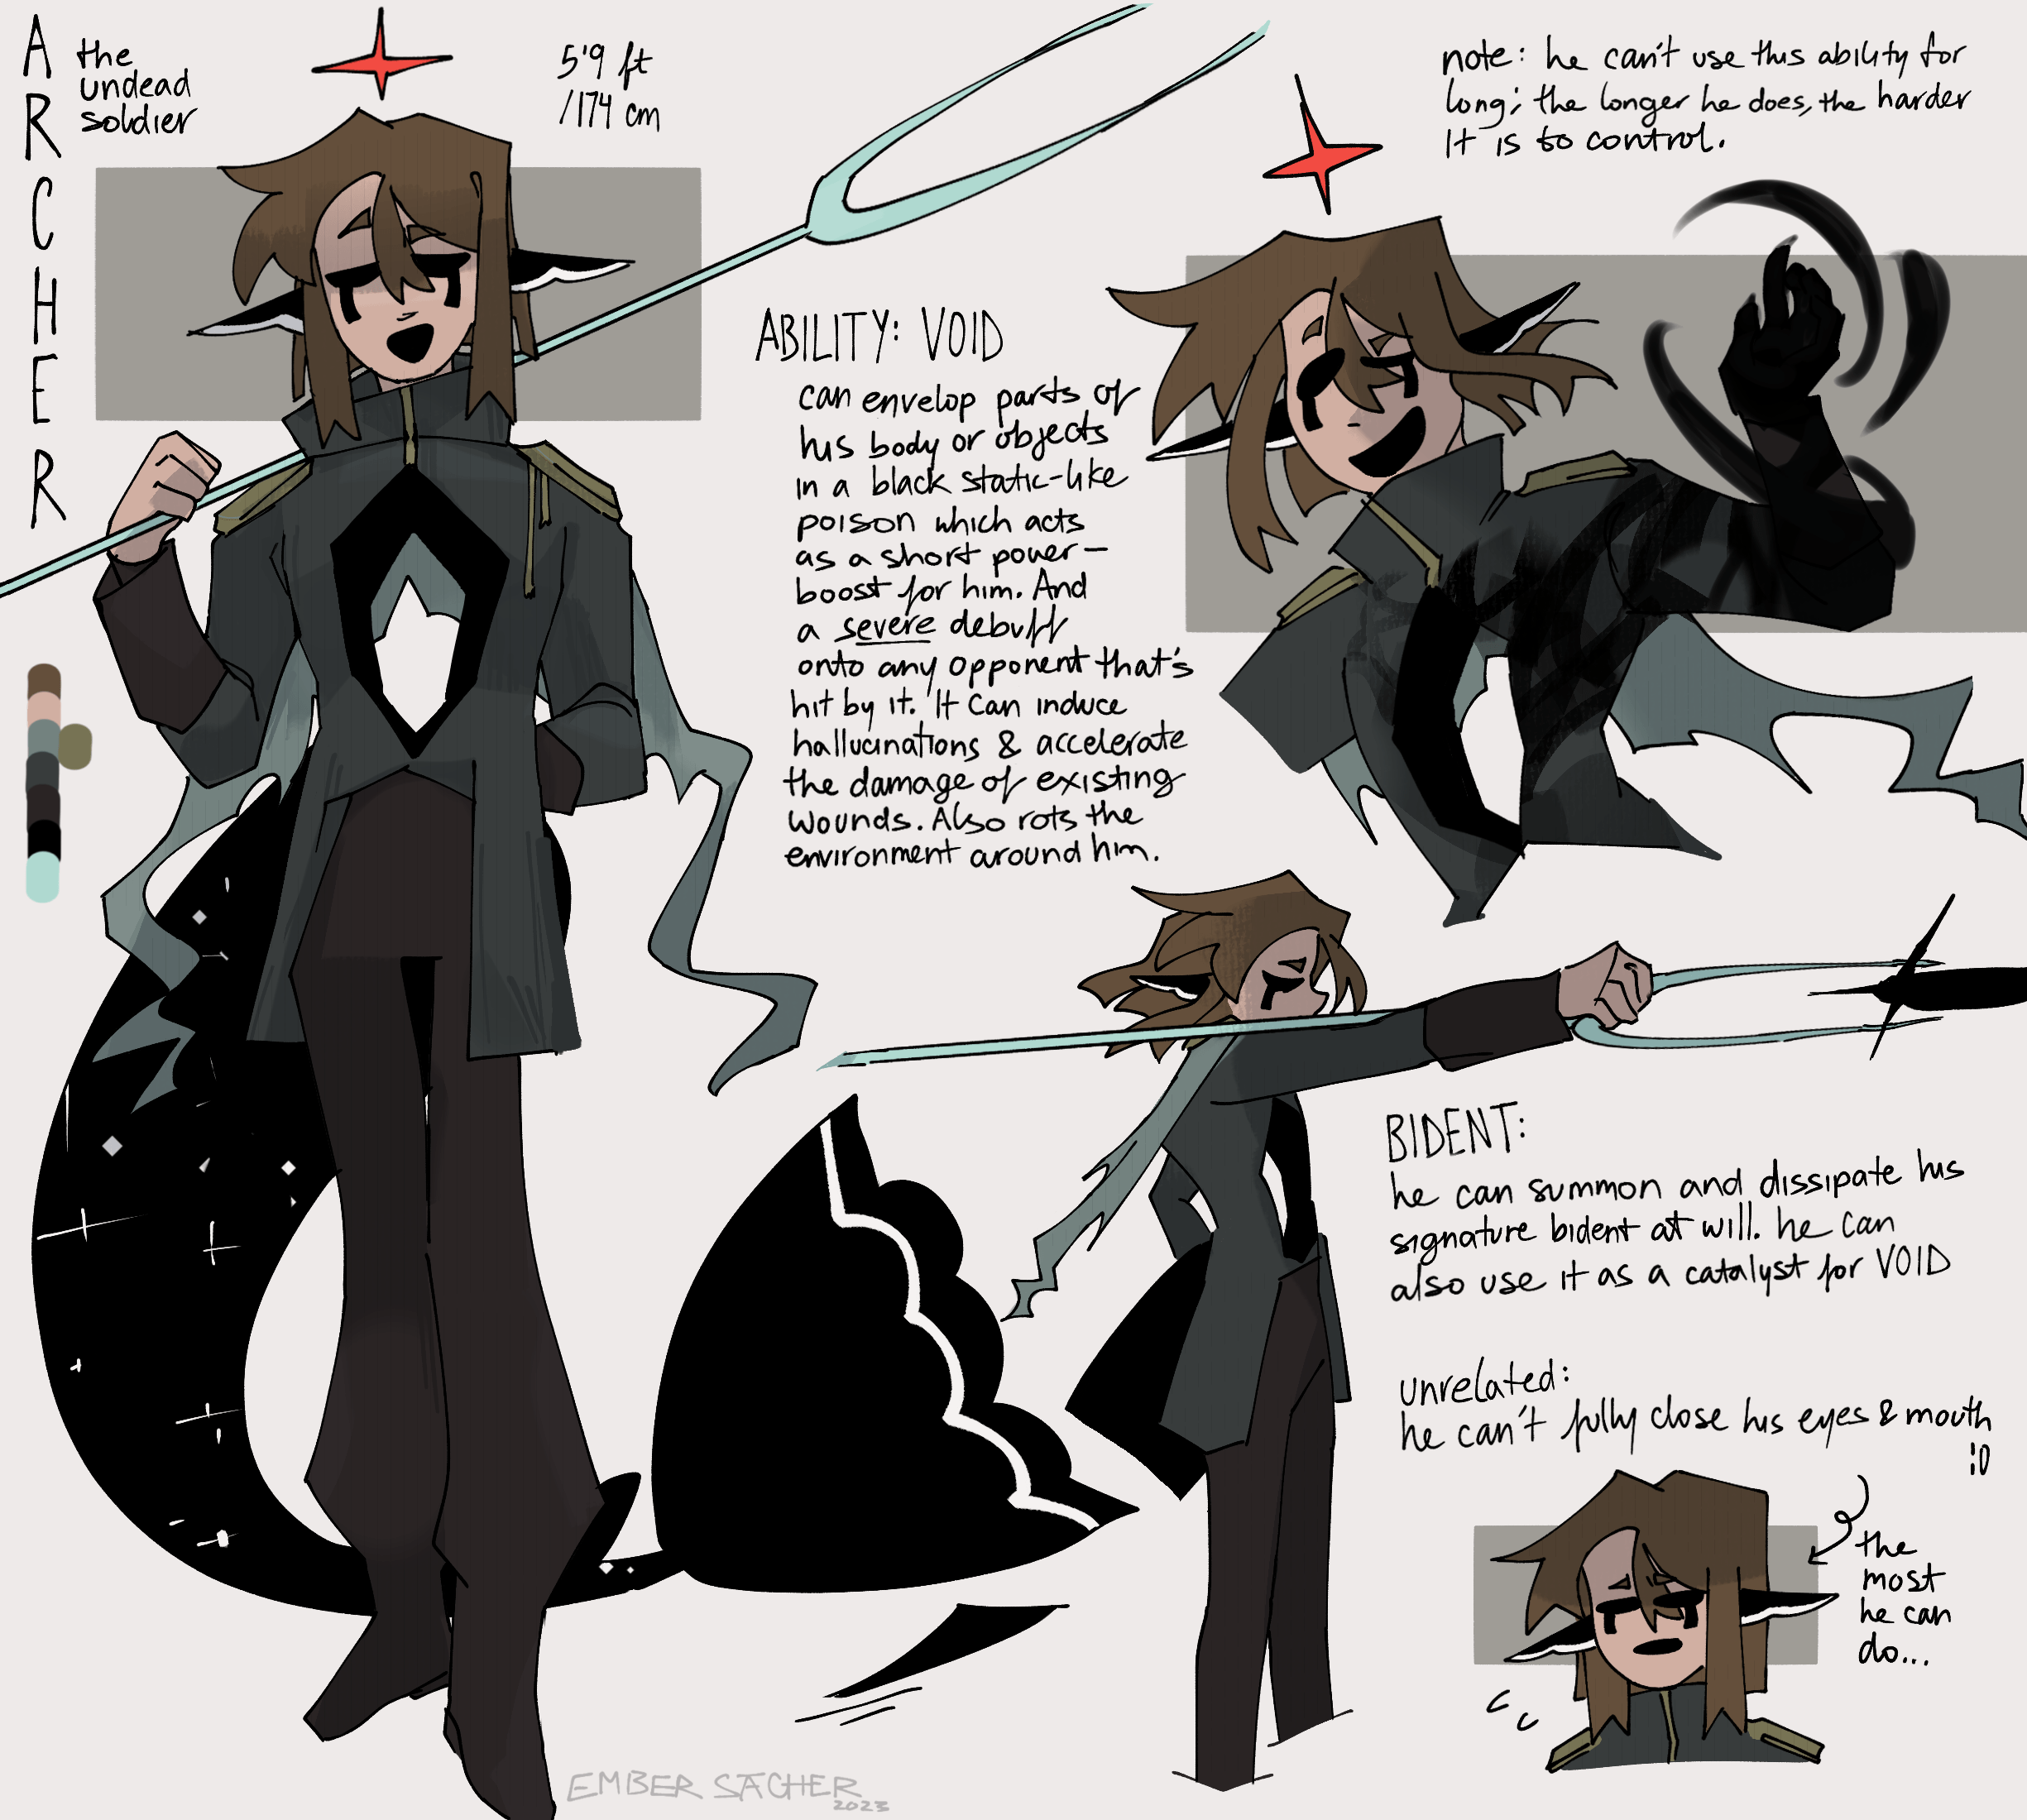 ARCHER
the
undead
soldier
5'9 ft
/174 cm
note: he can't use this ability for
long; the longer he does, the harder
It is to control.
ABILITY: VOID
can envelop parts of
his body or objects
in a black static-like
poison which acts
as a short power-
boost for him. And
a severe debuff
onto any opponent that's
hit by it. It can induce
hallucinations & accelerate
the damage of existing
wounds. Also rots the
environment around him.
BIDENT:
he can summon and dissipate his
signature bident at will. he can
also use it as a catalyst for VOID
unrelated:
he can't fully close his eyes & mouth
¦D
the
most
he can
do...
EMBER SACHER
2023